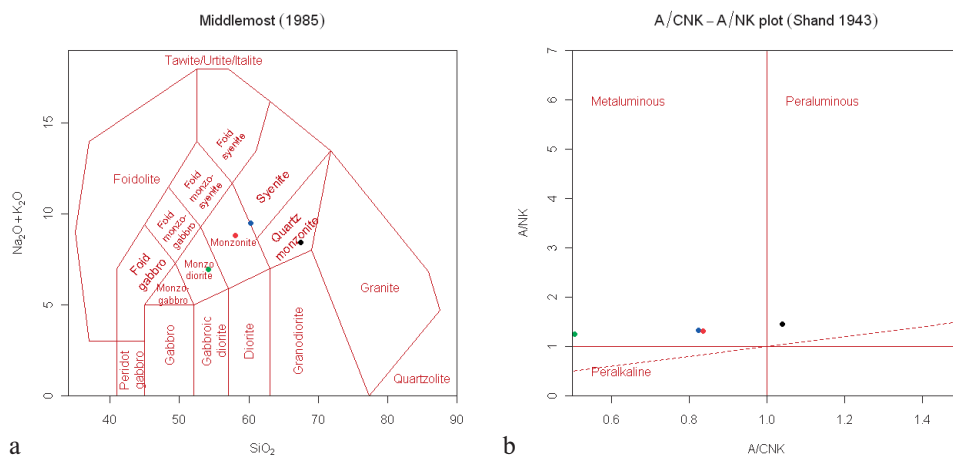 Middlemost (1985)
Na₂O+K₂O
0
5
10
15
Tawite/Urtite/Italite
Foidolite
Foid
syenite
Foid
monzo-
syenite
Foid
monzo-
gabbro
Foid
gabbro
Syenite
Quartz
monzonite
Monzonite
Monzo
diorite
Monzo-
gabbro
Peridot
gabbro
Gabbro
Gabbroic
diorite
Diorite
Granodiorite
Granite
Quartzolite
40
50
60
70
80
90
SiO₂
a
A/CNK–A/NK plot (Shand 1943)
A/NK
0
1
2
3
4
5
6
7
Metaluminous
Peraluminous
Peralkaline
0.6
0.8
1.0
1.2
1.4
A/CNK
b